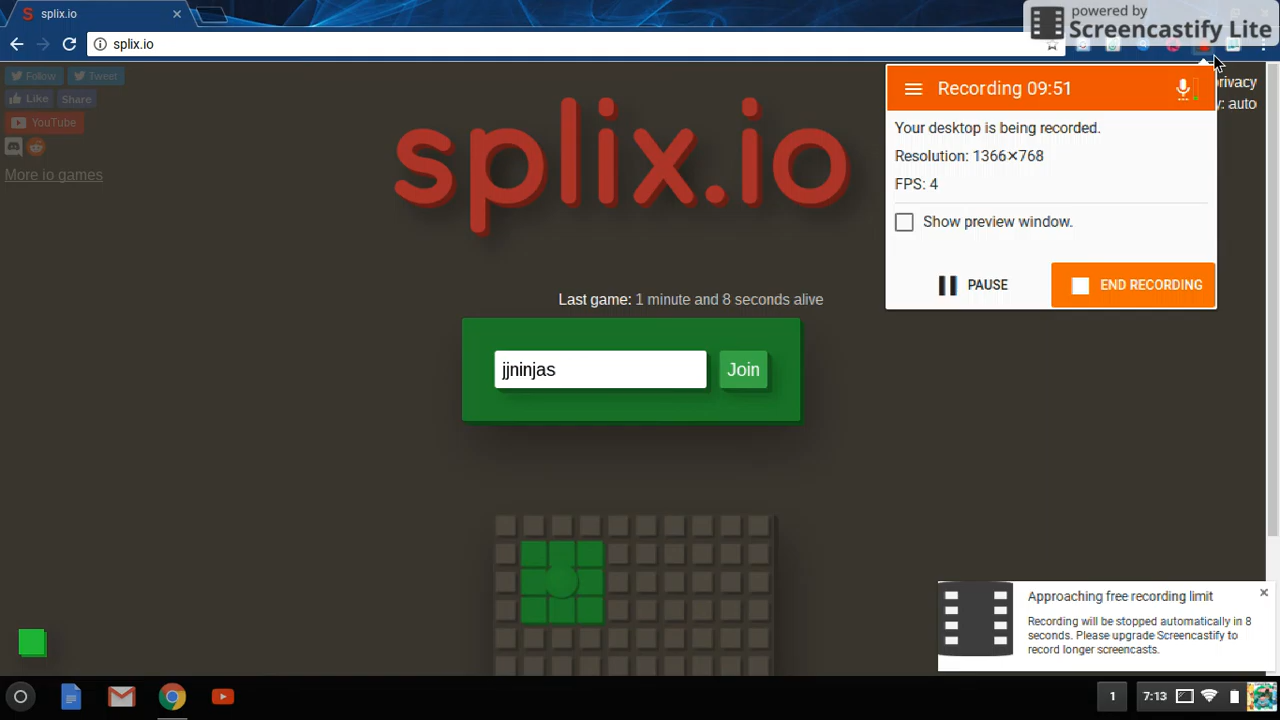 splix.io
powered by
Screencastify Lite
splix.io
Follow
Tweet
Like
Share
YouTube
More io games
splix.io
rivacy
y: auto
Recording 09:51
Your desktop is being recorded.
Resolution: 1366×768
FPS: 4
Show preview window.
PAUSE
END RECORDING
Last game: 1 minute and 8 seconds alive
jjninjas
Join
Approaching free recording limit
Recording will be stopped automatically in 8
seconds. Please upgrade Screencastify to
record longer screencasts.
1
7:13